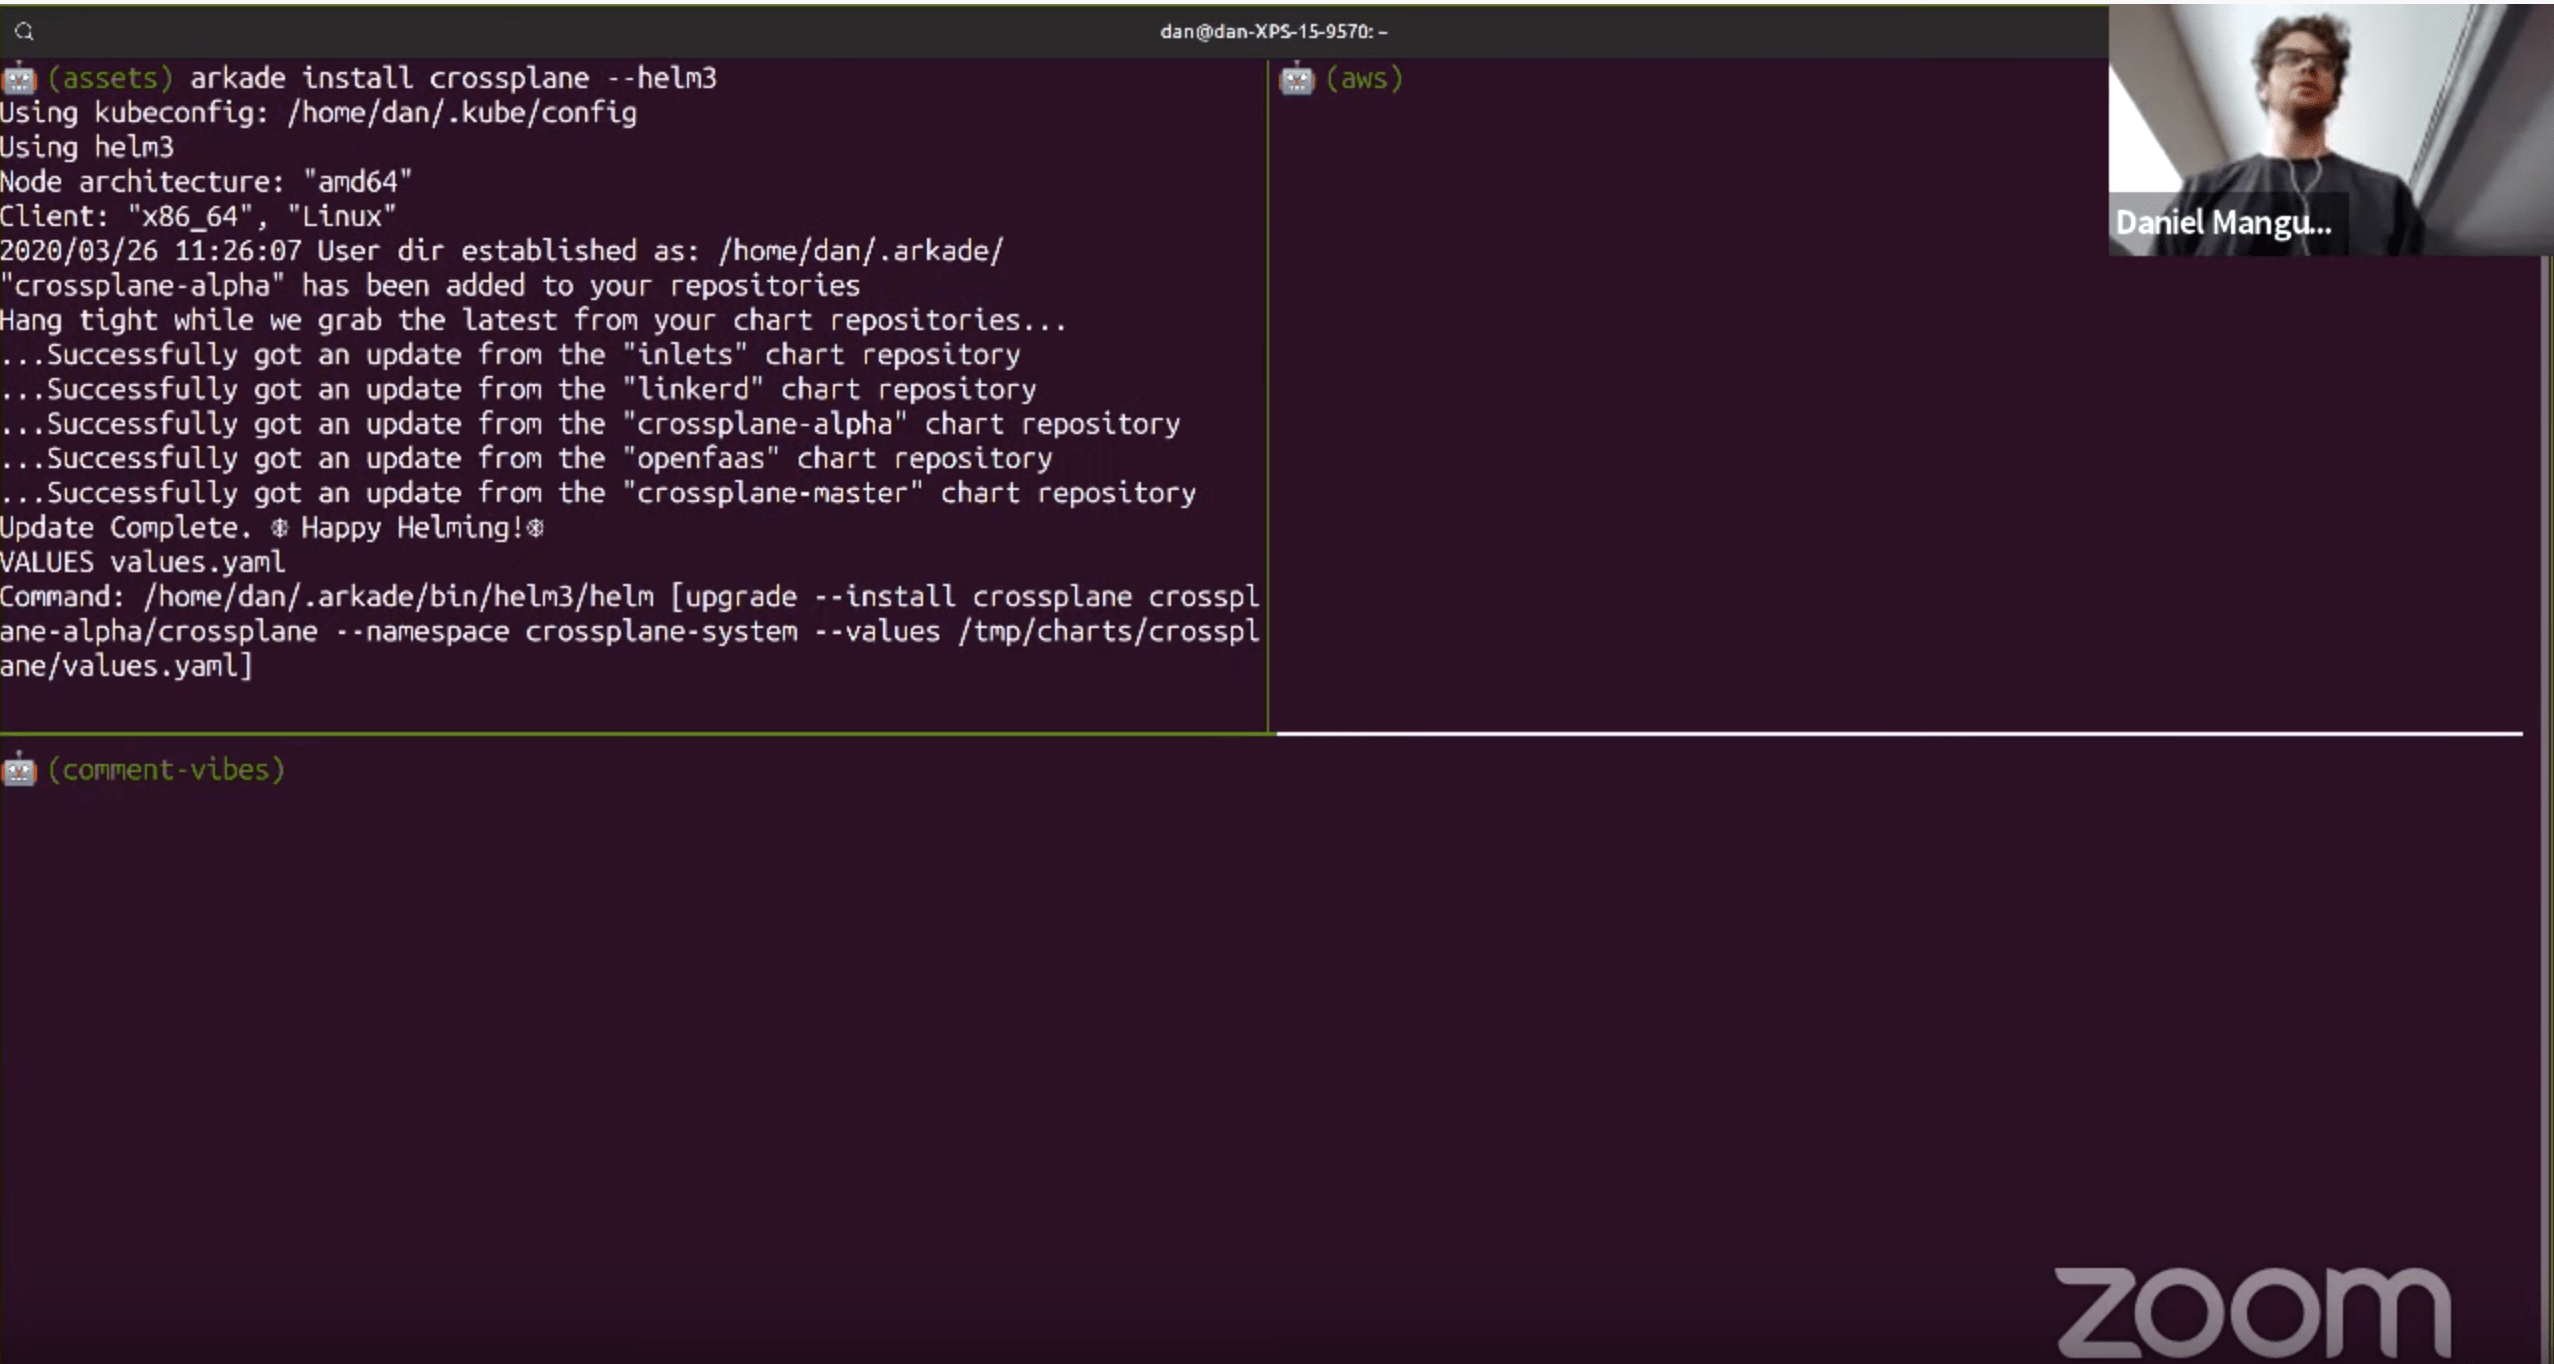 dan@dan-XPS-15-9570: ~
(assets) arkade install crossplane --helm3
Using kubeconfig: /home/dan/.kube/config
Using helm3
Node architecture: "amd64"
Client: "x86_64", "Linux"
2020/03/26 11:26:07 User dir established as: /home/dan/.arkade/
"crossplane-alpha" has been added to your repositories
Hang tight while we grab the latest from your chart repositories...
...Successfully got an update from the "inlets" chart repository
...Successfully got an update from the "linkerd" chart repository
...Successfully got an update from the "crossplane-alpha" chart repository
...Successfully got an update from the "openfaas" chart repository
...Successfully got an update from the "crossplane-master" chart repository
Update Complete. ⎈ Happy Helming!⎈
VALUES values.yaml
Command: /home/dan/.arkade/bin/helm3/helm [upgrade --install crossplane crosspl
ane-alpha/crossplane --namespace crossplane-system --values /tmp/charts/crosspl
ane/values.yaml]
(aws)
Daniel Mangu...
(comment-vibes)
zoom